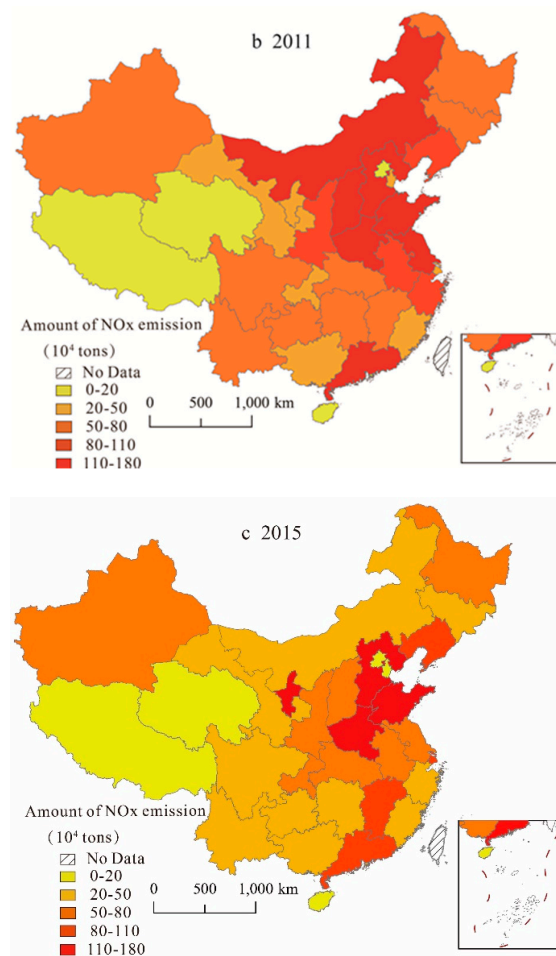 b 2011
Amount of NOx emission
(10⁴ tons)
No Data
0-20
20-50
50-80
80-110
110-180
0 500 1,000 km
c 2015
Amount of NOx emission
(10⁴ tons)
No Data
0-20
20-50
50-80
80-110
110-180
0 500 1,000 km